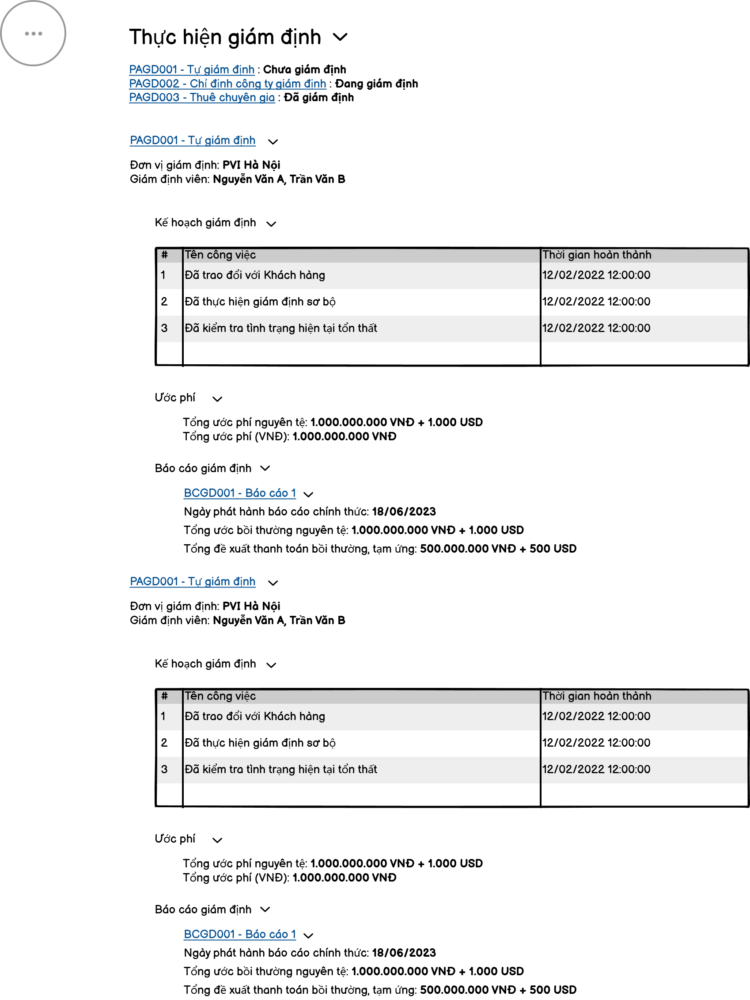 Thực hiện giám định
PAGD001 - Tự giám định : Chưa giám định
PAGD002 - Chỉ định công ty giám định : Đang giám định
PAGD003 - Thuê chuyên gia : Đã giám định
PAGD001 - Tự giám định
Đơn vị giám định: PVI Hà Nội
Giám định viên: Nguyễn Văn A, Trần Văn B
Kế hoạch giám định
# Tên công việc Thời gian hoàn thành
1 Đã trao đổi với Khách hàng 12/02/2022 12:00:00
2 Đã thực hiện giám định sơ bộ 12/02/2022 12:00:00
3 Đã kiểm tra tình trạng hiện tại tổn thất 12/02/2022 12:00:00
Ước phí
Tổng ước phí nguyên tệ: 1.000.000.000 VNĐ + 1.000 USD
Tổng ước phí (VNĐ): 1.000.000.000 VNĐ
Báo cáo giám định
BCGD001 - Báo cáo 1
Ngày phát hành báo cáo chính thức: 18/06/2023
Tổng ước bồi thường nguyên tệ: 1.000.000.000 VNĐ + 1.000 USD
Tổng đề xuất thanh toán bồi thường, tạm ứng: 500.000.000 VNĐ + 500 USD
PAGD001 - Tự giám định
Đơn vị giám định: PVI Hà Nội
Giám định viên: Nguyễn Văn A, Trần Văn B
Kế hoạch giám định
# Tên công việc Thời gian hoàn thành
1 Đã trao đổi với Khách hàng 12/02/2022 12:00:00
2 Đã thực hiện giám định sơ bộ 12/02/2022 12:00:00
3 Đã kiểm tra tình trạng hiện tại tổn thất 12/02/2022 12:00:00
Ước phí
Tổng ước phí nguyên tệ: 1.000.000.000 VNĐ + 1.000 USD
Tổng ước phí (VNĐ): 1.000.000.000 VNĐ
Báo cáo giám định
BCGD001 - Báo cáo 1
Ngày phát hành báo cáo chính thức: 18/06/2023
Tổng ước bồi thường nguyên tệ: 1.000.000.000 VNĐ + 1.000 USD
Tổng đề xuất thanh toán bồi thường, tạm ứng: 500.000.000 VNĐ + 500 USD